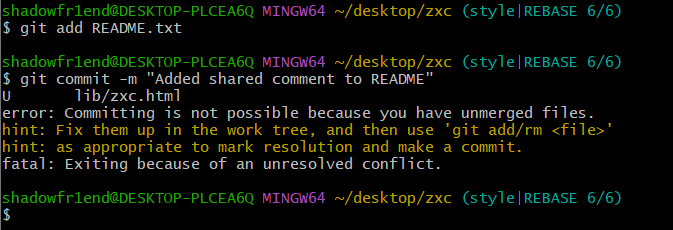 shadowfr1end@DESKTOP-PLCEA6Q MINGW64 ~/desktop/zxc (style|REBASE 6/6)
$ git add README.txt
shadowfr1end@DESKTOP-PLCEA6Q MINGW64 ~/desktop/zxc (style|REBASE 6/6)
$ git commit -m "Added shared comment to README"
U       lib/zxc.html
error: Committing is not possible because you have unmerged files.
hint: Fix them up in the work tree, and then use 'git add/rm <file>'
hint: as appropriate to mark resolution and make a commit.
fatal: Exiting because of an unresolved conflict.
shadowfr1end@DESKTOP-PLCEA6Q MINGW64 ~/desktop/zxc (style|REBASE 6/6)
$